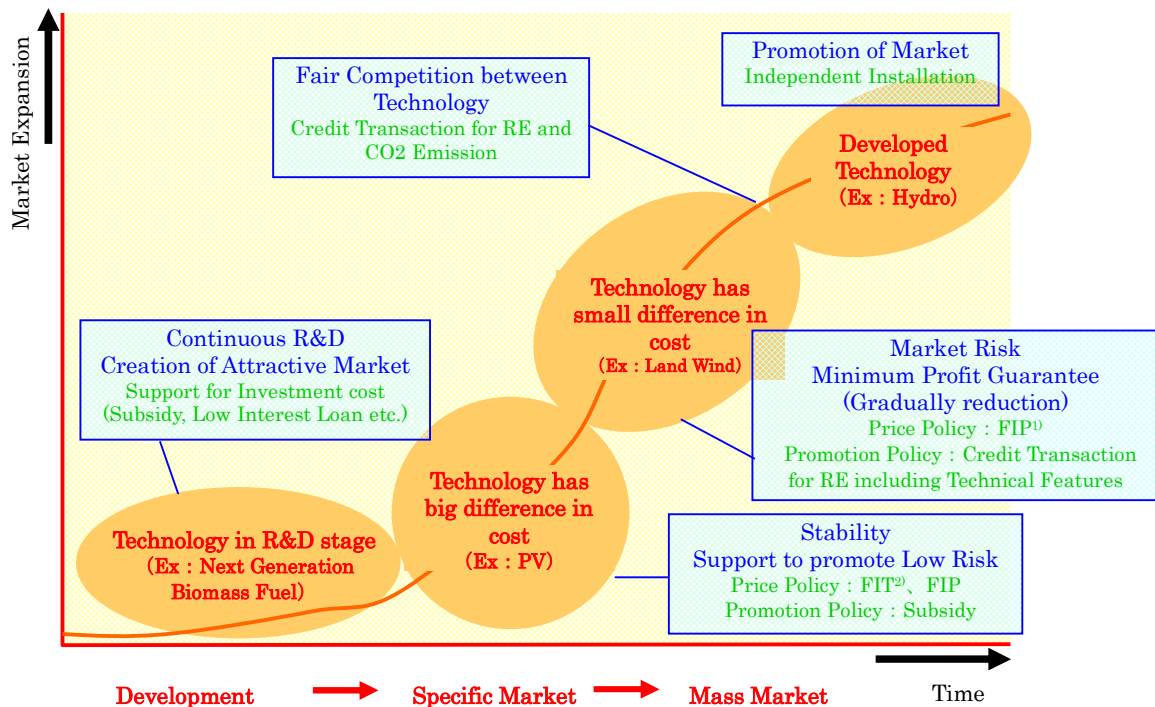 Market Expansion
Promotion of Market
Independent Installation
Fair Competition between
Technology
Credit Transaction for RE and
CO2 Emission
Developed
Technology
(Ex：Hydro)
Technology has
small difference in
cost
(Ex：Land Wind)
Continuous R&D
Creation of Attractive Market
Support for Investment cost
(Subsidy, Low Interest Loan etc.)
Market Risk
Minimum Profit Guarantee
(Gradually reduction)
Price Policy：FIP¹⁾
Promotion Policy：Credit Transaction
for RE including Technical Features
Technology has
big difference in
cost
(Ex：PV)
Technology in R&D stage
(Ex：Next Generation
Biomass Fuel)
Stability
Support to promote Low Risk
Price Policy：FIT²⁾、FIP
Promotion Policy：Subsidy
Development
Specific Market
Mass Market
Time